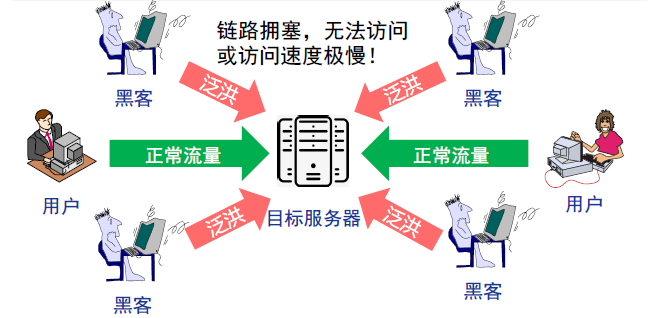 链路拥塞，无法访问
或访问速度极慢！
黑客
泛洪
泛洪
黑客
正常流量
正常流量
用户
目标服务器
用户
泛洪
泛洪
黑客
黑客